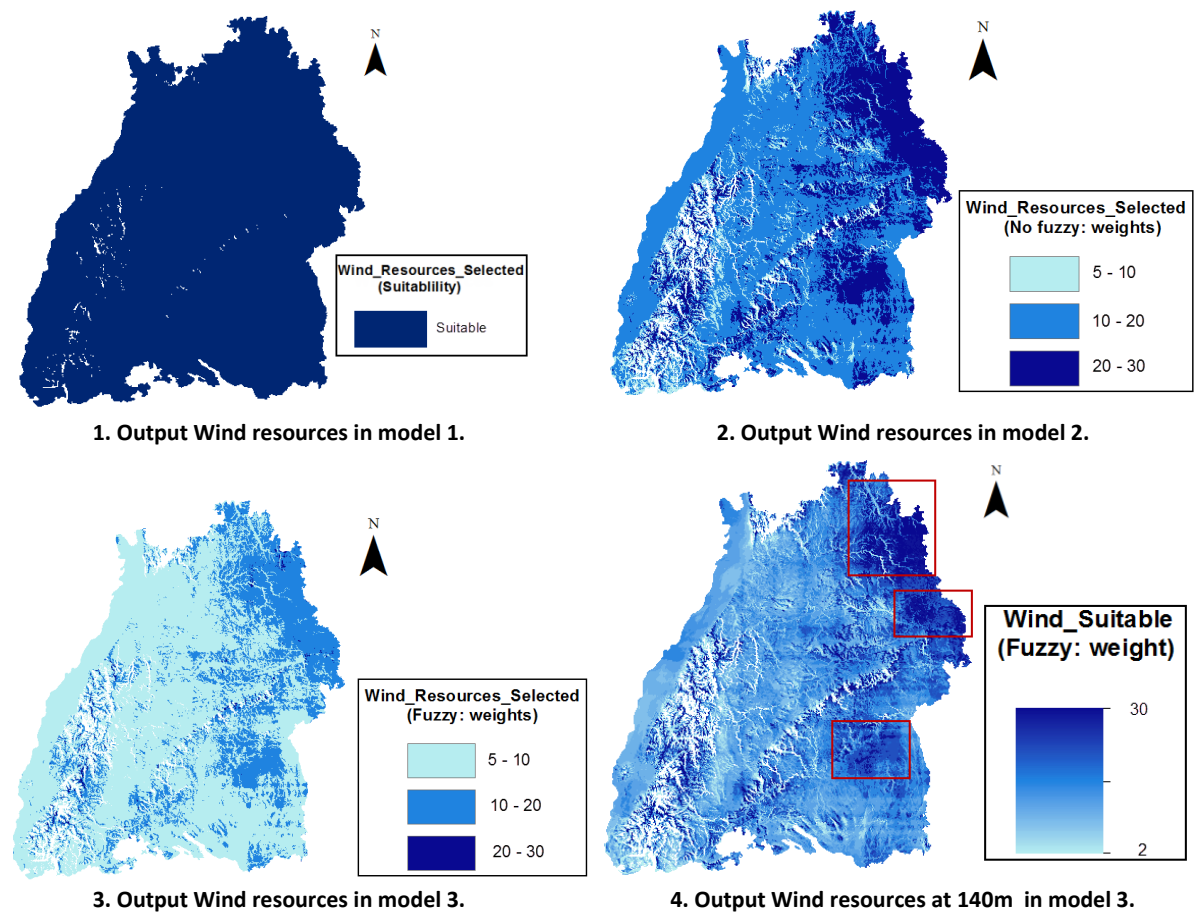 N
Wind_Resources_Selected
(Suitablility)
Suitable
1. Output Wind resources in model 1.
N
Wind_Resources_Selected
(No fuzzy: weights)
5 - 10
10 - 20
20 - 30
2. Output Wind resources in model 2.
N
Wind_Resources_Selected
(Fuzzy: weights)
5 - 10
10 - 20
20 - 30
3. Output Wind resources in model 3.
N
Wind_Suitable
(Fuzzy: weight)
30
2
4. Output Wind resources at 140m in model 3.